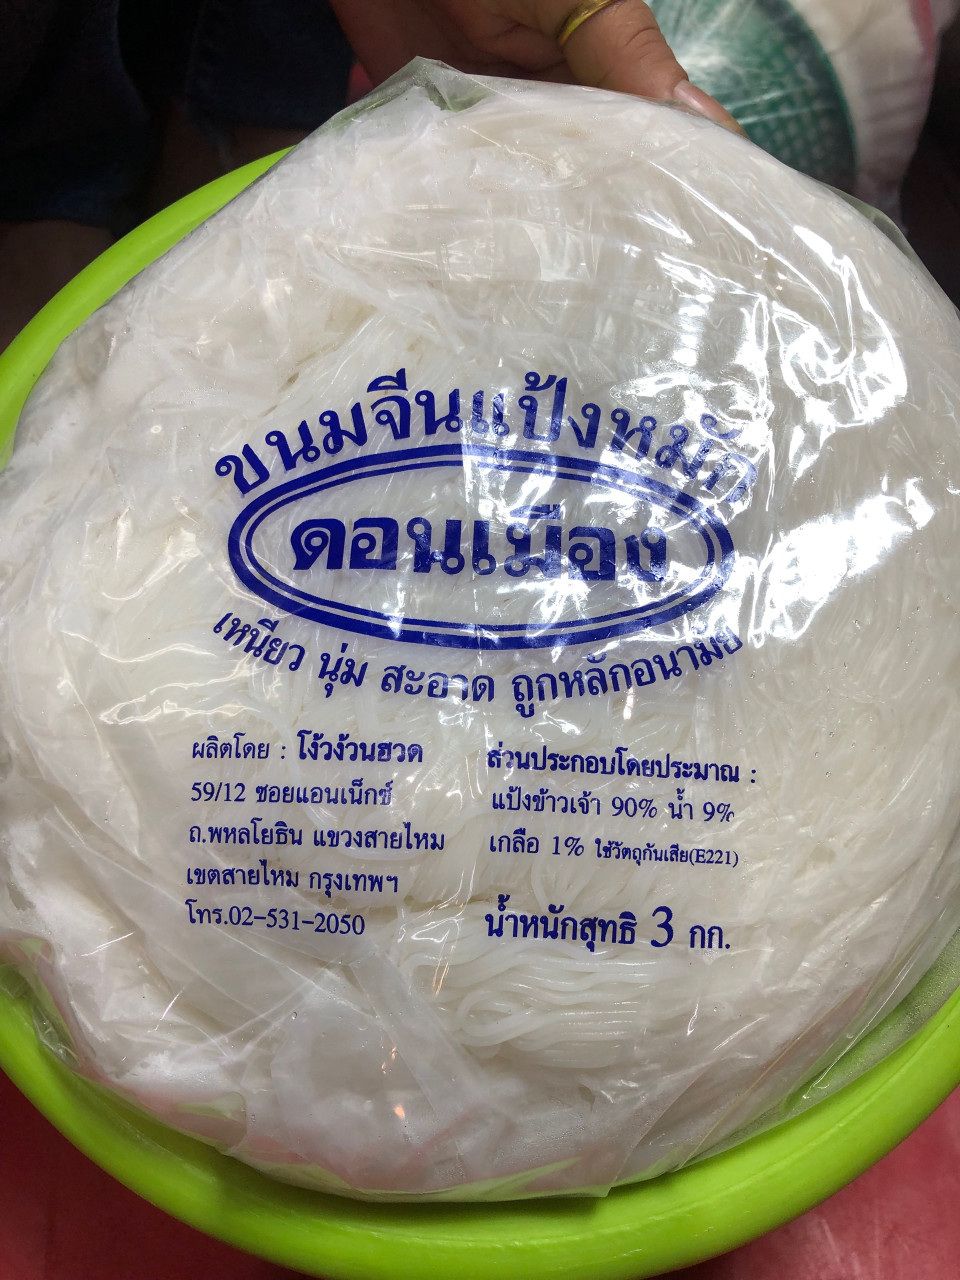 ขนมจีนแป้งหมัก
ดอนเมือง
เหนียว นุ่ม สะอาด ถูกหลักอนามัย
ผลิตโดย : โง้วง้วนฮวด
59/12 ซอยแอนเน็กซ์
ถ.พหลโยธิน แขวงสายไหม
เขตสายไหม กรุงเทพฯ
โทร.02-531-2050
ส่วนประกอบโดยประมาณ :
แป้งข้าวเจ้า 90% น้ำ 9%
เกลือ 1% ใช้วัตถุกันเสีย(E221)
น้ำหนักสุทธิ 3 กก.